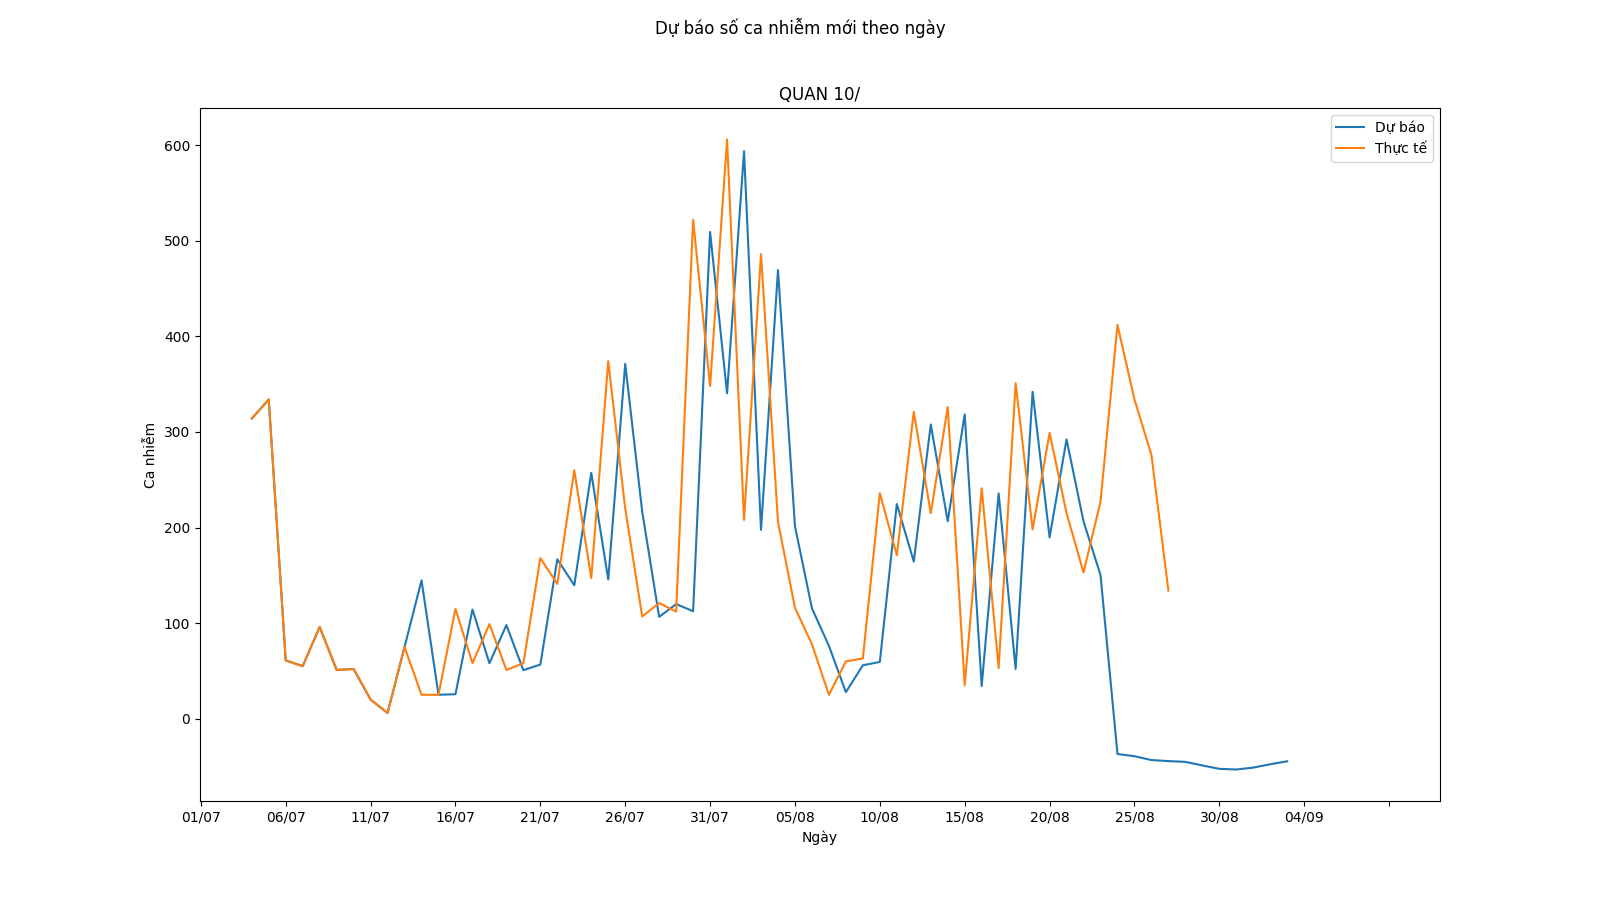 Dự báo số ca nhiễm mới theo ngày
QUAN 10/
Dự báo
Thực tế
600
500
400
300
200
100
0
Ca nhiễm
01/07 06/07 11/07 16/07 21/07 26/07 31/07 05/08 10/08 15/08 20/08 25/08 30/08 04/09
Ngày